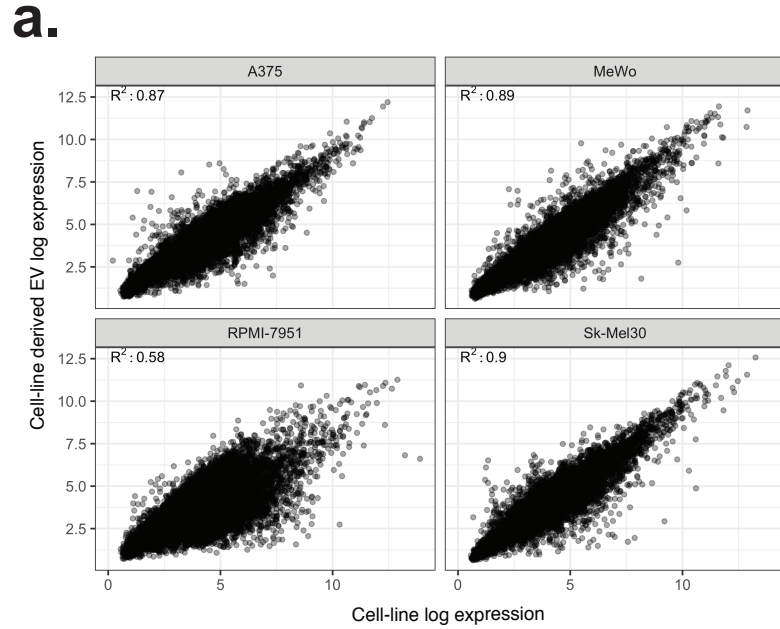 a.
A375
MeWo
R²: 0.87
R²: 0.89
12.5
10.0
7.5
5.0
2.5
RPMI-7951
Sk-Mel30
R²: 0.58
R²: 0.9
12.5
10.0
7.5
5.0
2.5
0 5 10
0 5 10
Cell-line derived EV log expression
Cell-line log expression